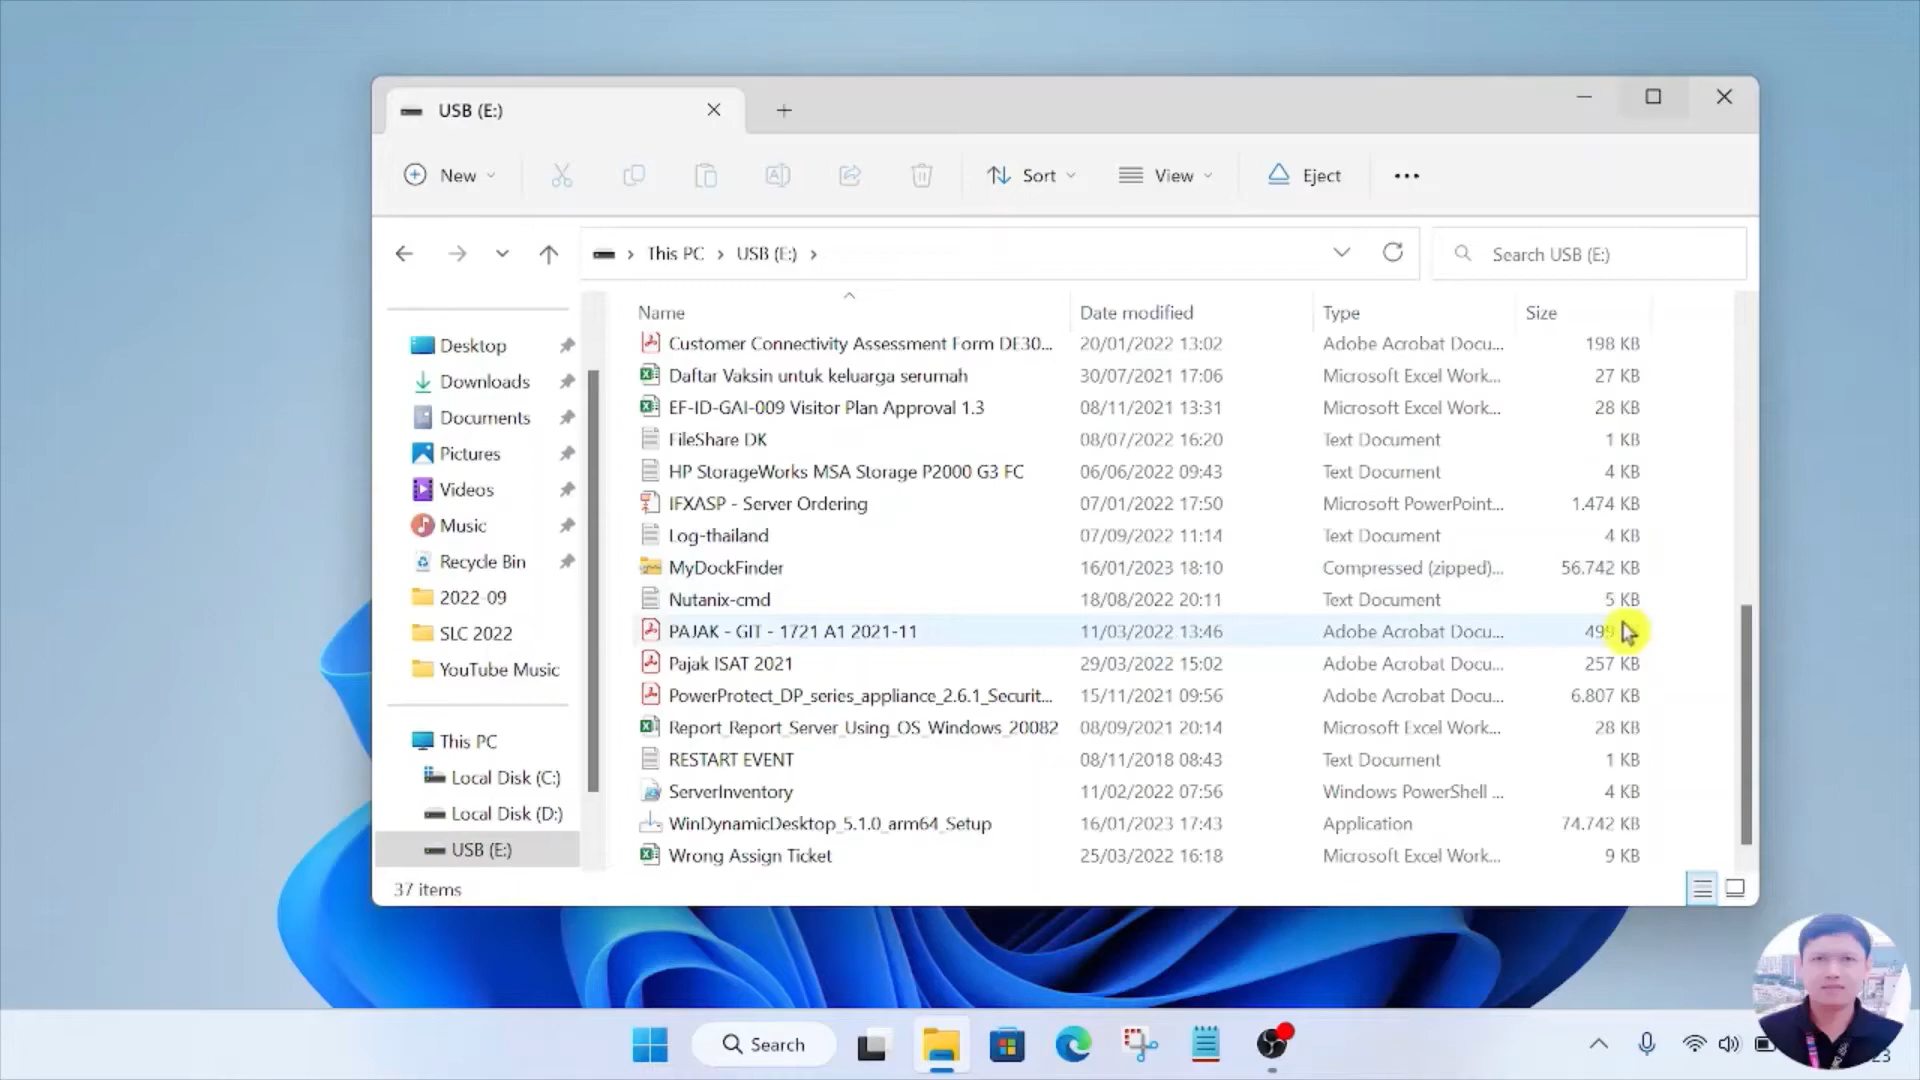 USB (E:)
New
Sort
View
Eject
This PC > USB (E:) >
Search USB (E:)
Name Date modified Type Size
Customer Connectivity Assessment Form DE30... 20/01/2022 13:02 Adobe Acrobat Docu... 198 KB
Daftar Vaksin untuk keluarga serumah 30/07/2021 17:06 Microsoft Excel Work... 27 KB
EF-ID-GAI-009 Visitor Plan Approval 1.3 08/11/2021 13:31 Microsoft Excel Work... 28 KB
FileShare DK 08/07/2022 16:20 Text Document 1 KB
HP StorageWorks MSA Storage P2000 G3 FC 06/06/2022 09:43 Text Document 4 KB
IFXASP - Server Ordering 07/01/2022 17:50 Microsoft PowerPoint... 1.474 KB
Log-thailand 07/09/2022 11:14 Text Document 4 KB
MyDockFinder 16/01/2023 18:10 Compressed (zipped)... 56.742 KB
Nutanix-cmd 18/08/2022 20:11 Text Document 5 KB
PAJAK - GIT - 1721 A1 2021-11 11/03/2022 13:46 Adobe Acrobat Docu... 499
Pajak ISAT 2021 29/03/2022 15:02 Adobe Acrobat Docu... 257 KB
PowerProtect_DP_series_appliance_2.6.1_Securit... 15/11/2021 09:56 Adobe Acrobat Docu... 6.807 KB
Report_Report_Server_Using_OS_Windows_20082 08/09/2021 20:14 Microsoft Excel Work... 28 KB
RESTART EVENT 08/11/2018 08:43 Text Document 1 KB
ServerInventory 11/02/2022 07:56 Windows PowerShell ... 4 KB
WinDynamicDesktop_5.1.0_arm64_Setup 16/01/2023 17:43 Application 74.742 KB
Wrong Assign Ticket 25/03/2022 16:18 Microsoft Excel Work... 9 KB
Desktop
Downloads
Documents
Pictures
Videos
Music
Recycle Bin
2022-09
SLC 2022
YouTube Music
This PC
Local Disk (C:)
Local Disk (D:)
USB (E:)
37 items
Search
23